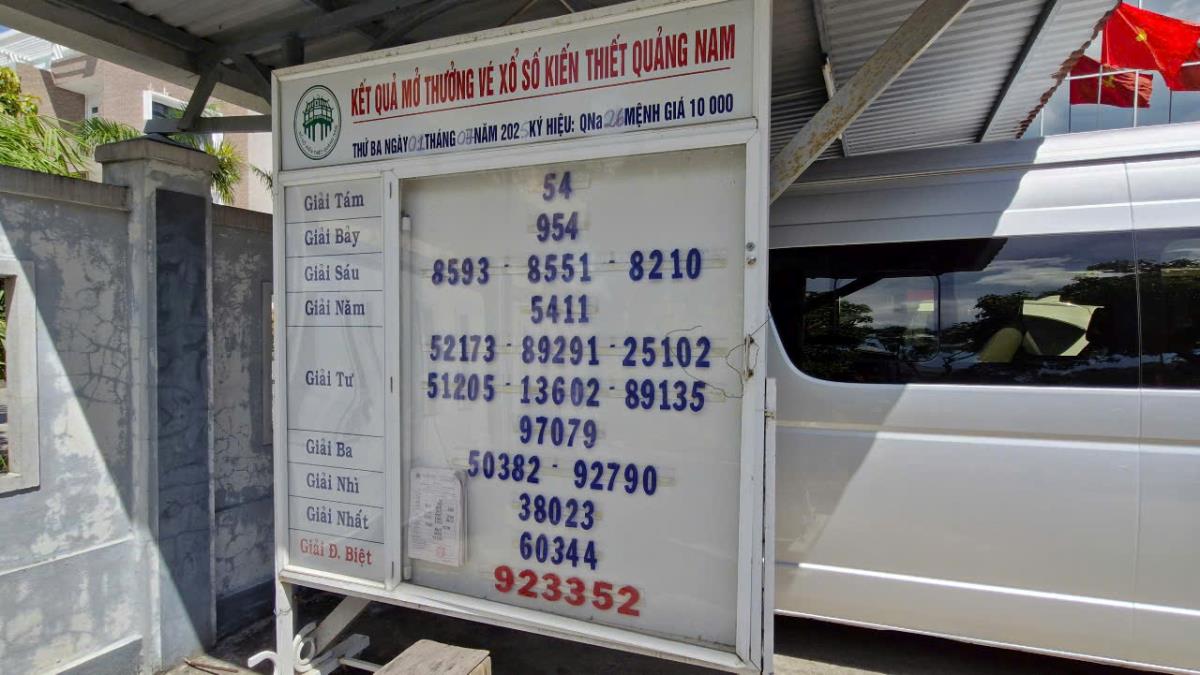 KẾT QUẢ MỞ THƯỞNG VÉ XỔ SỐ KIẾN THIẾT QUẢNG NAM
THỨ BA NGÀY 01 THÁNG 07 NĂM 2025 KÝ HIỆU: QNa 26 MỆNH GIÁ 10 000
Giải Tám
54
Giải Bảy
954
Giải Sáu
8593 - 8551 - 8210
Giải Năm
5411
Giải Tư
52173 - 89291 - 25102
51205 - 13602 - 89135
97079
Giải Ba
50382 - 92790
Giải Nhì
38023
Giải Nhất
60344
Giải Đ. Biệt
923352